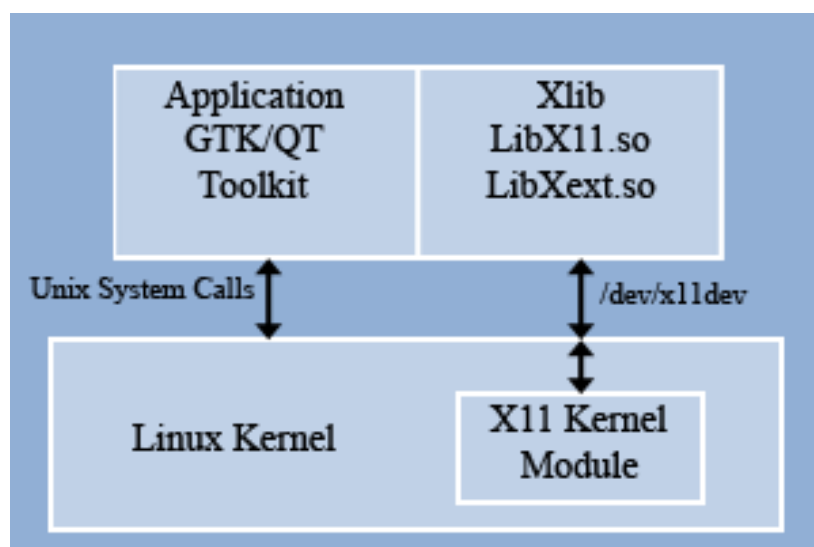 Application
GTK/QT
Toolkit
Xlib
LibX11.so
LibXext.so
Unix System Calls
/dev/x11dev
Linux Kernel
X11 Kernel
Module